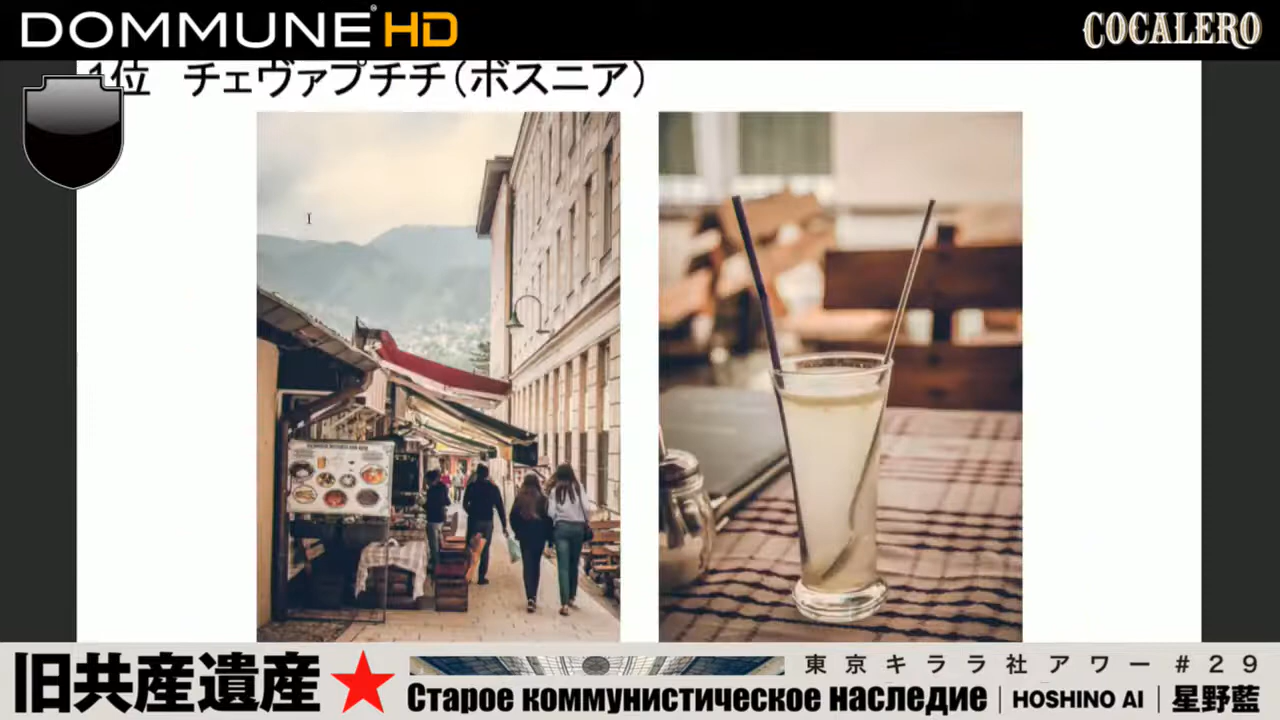 DOMMUNE® HD
COCALERO
1位 チェヴァプチチ(ボスニア)
旧共産遺産★
東京キララ社アワー#29
Старое коммунистическое наследие | HOSHINO AI | 星野藍